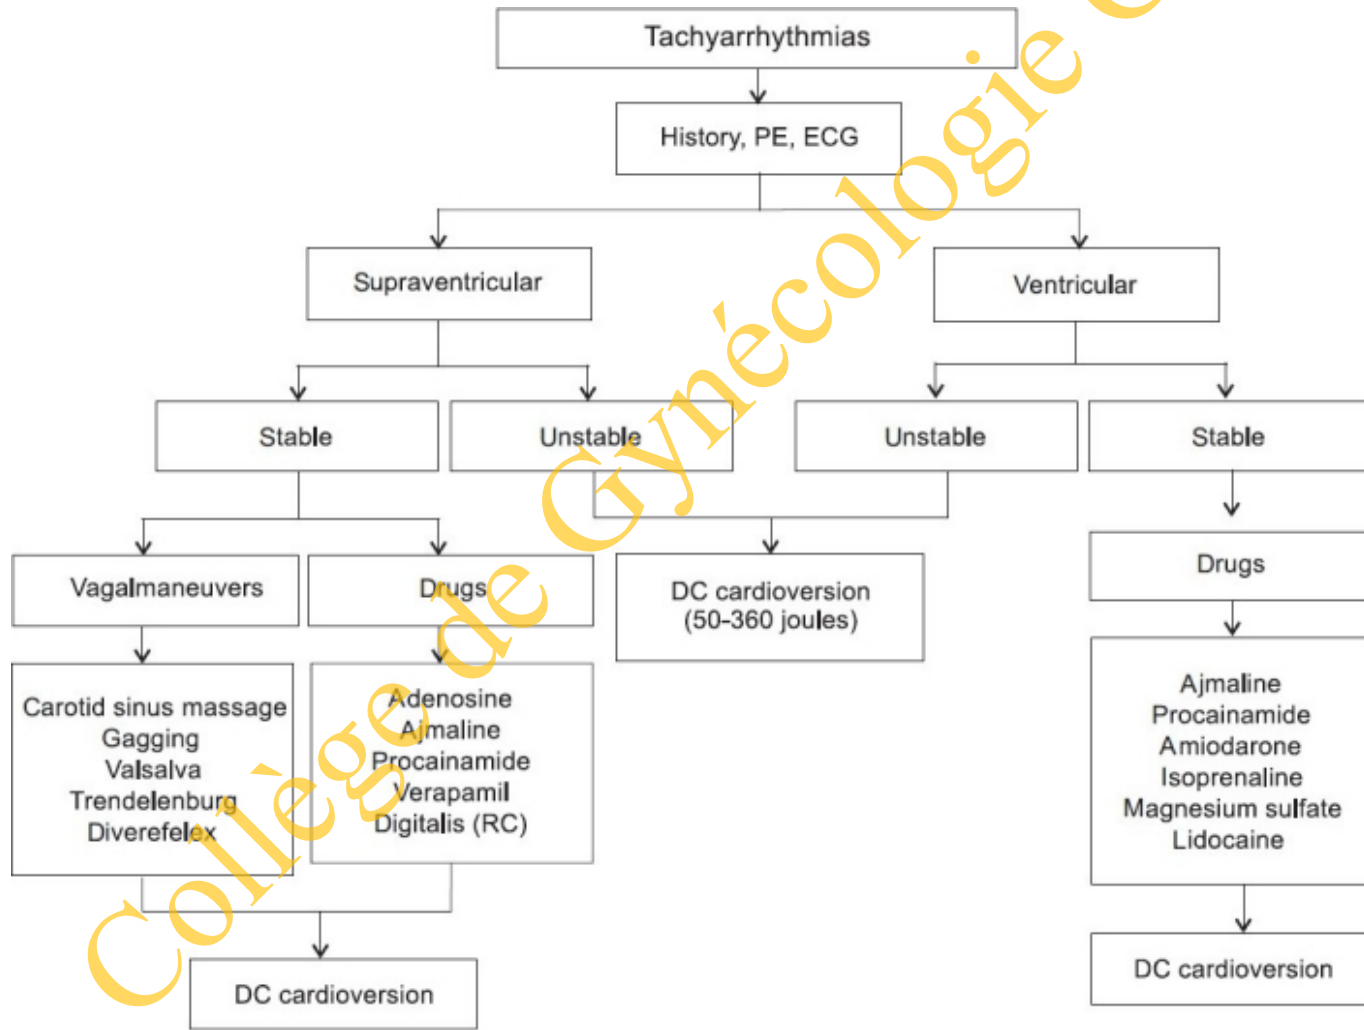 Tachyarrhythmias
History, PE, ECG
Supraventricular
Ventricular
Stable
Unstable
Unstable
Stable
Vagalmaneuvers
Drugs
DC cardioversion
(50-360 joules)
Drugs
Carotid sinus massage
Gagging
Valsalva
Trendelenburg
Diverefelex
Adenosine
Ajmaline
Procainamide
Verapamil
Digitalis (RC)
Ajmaline
Procainamide
Amiodarone
Isoprenaline
Magnesium sulfate
Lidocaine
DC cardioversion
DC cardioversion
Collège de Gynécologie